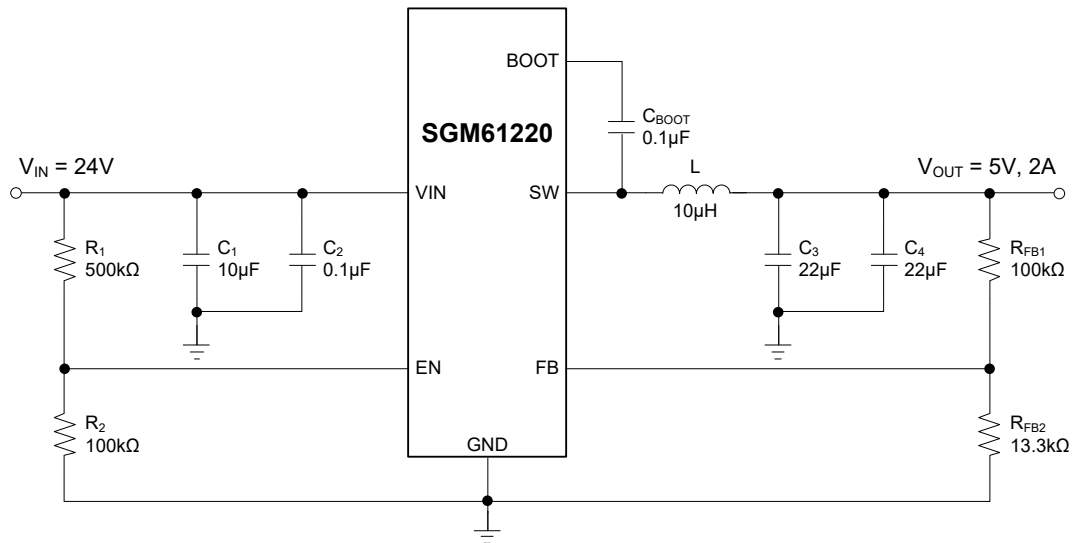 BOOT
SGM61220
C_BOOT
0.1µF
V_IN = 24V
L
V_OUT = 5V, 2A
VIN
SW
10µH
R_1
500kΩ
C_1
10µF
C_2
0.1µF
C_3
22µF
C_4
22µF
R_FB1
100kΩ
EN
FB
R_2
100kΩ
GND
R_FB2
13.3kΩ